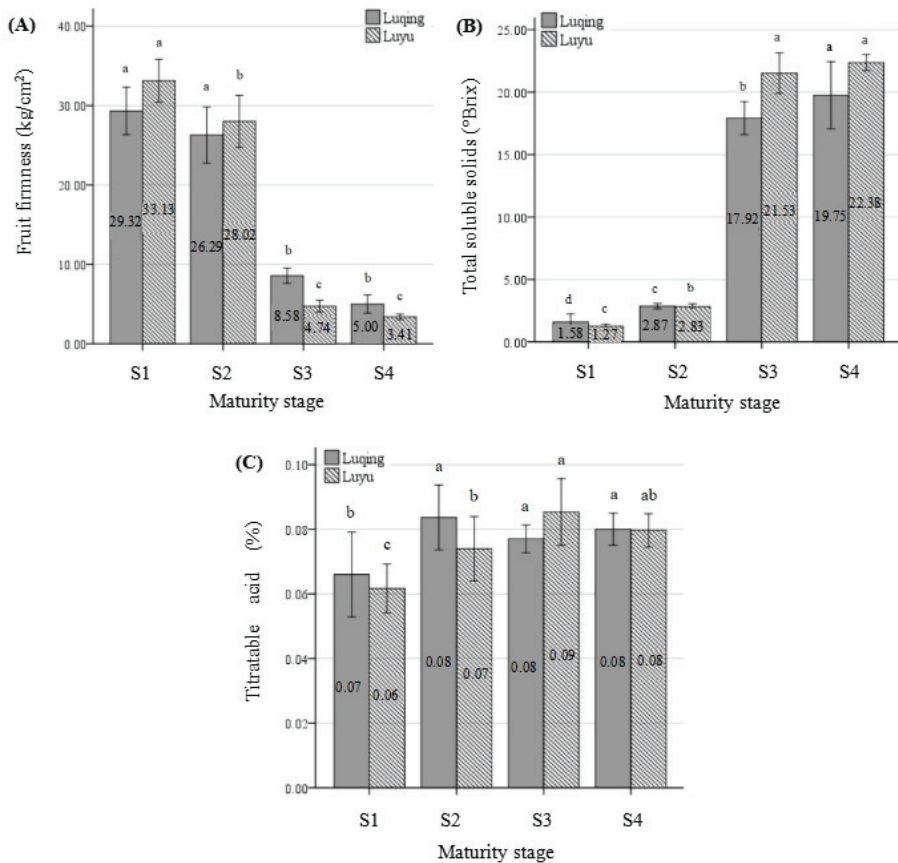 (A)
Luqing
Luyu
Fruit firmness (kg/cm²)
40.00
30.00
20.00
10.00
0.00
a a a b b c b c
29.32 33.13 26.29 28.02 8.58 4.74 5.00 3.41
S1 S2 S3 S4
Maturity stage
(B)
Luqing
Luyu
Total soluble solids (°Brix)
25.00
20.00
15.00
10.00
5.00
0.00
d c c b b a a a
1.58 1.27 2.87 2.83 17.92 21.53 19.75 22.38
S1 S2 S3 S4
Maturity stage
(C)
Luqing
Luyu
Titratable acid (%)
0.10
0.08
0.06
0.04
0.02
0.00
b c a b a a a ab
0.07 0.06 0.08 0.07 0.08 0.09 0.08 0.08
S1 S2 S3 S4
Maturity stage